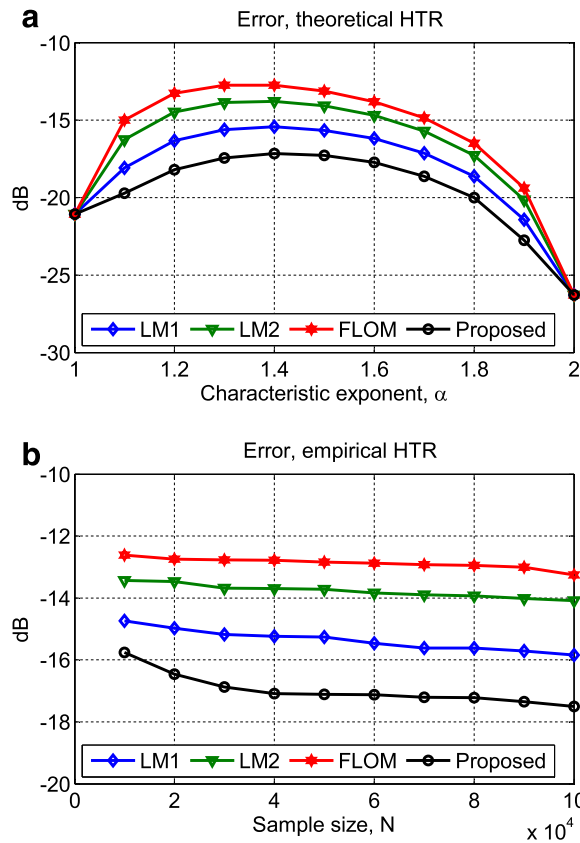 a
Error, theoretical HTR
-10
-15
-20
-25
-30
dB
LM1 LM2 FLOM Proposed
1 1.2 1.4 1.6 1.8 2
Characteristic exponent, α
b
Error, empirical HTR
-10
-12
-14
-16
-18
-20
dB
LM1 LM2 FLOM Proposed
0 2 4 6 8 10
Sample size, N
x 10⁴